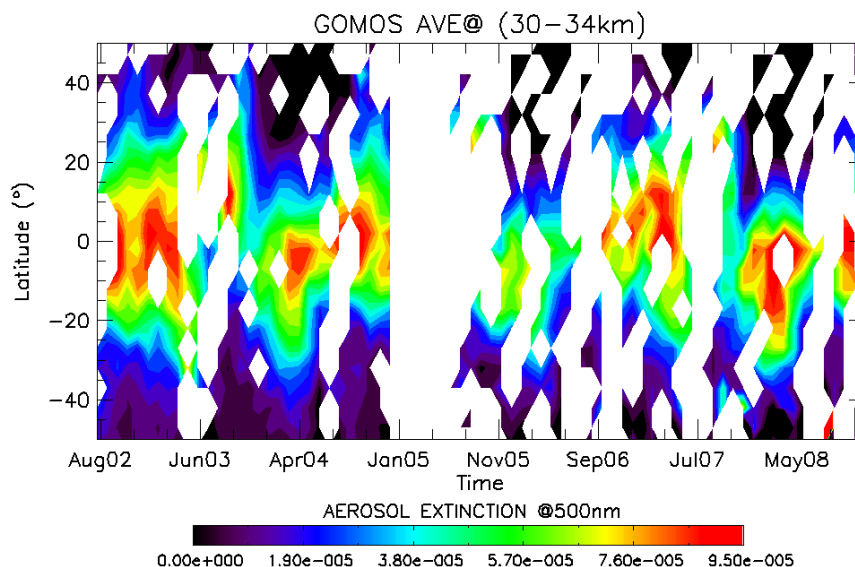 GOMOS AVE@ (30-34km)
40
20
0
-20
-40
Latitude (°)
Aug02 Jun03 Apr04 Jan05 Nov05 Sep06 Jul07 May08
Time
AEROSOL EXTINCTION @500nm
0.00e+000 1.90e-005 3.80e-005 5.70e-005 7.60e-005 9.50e-005